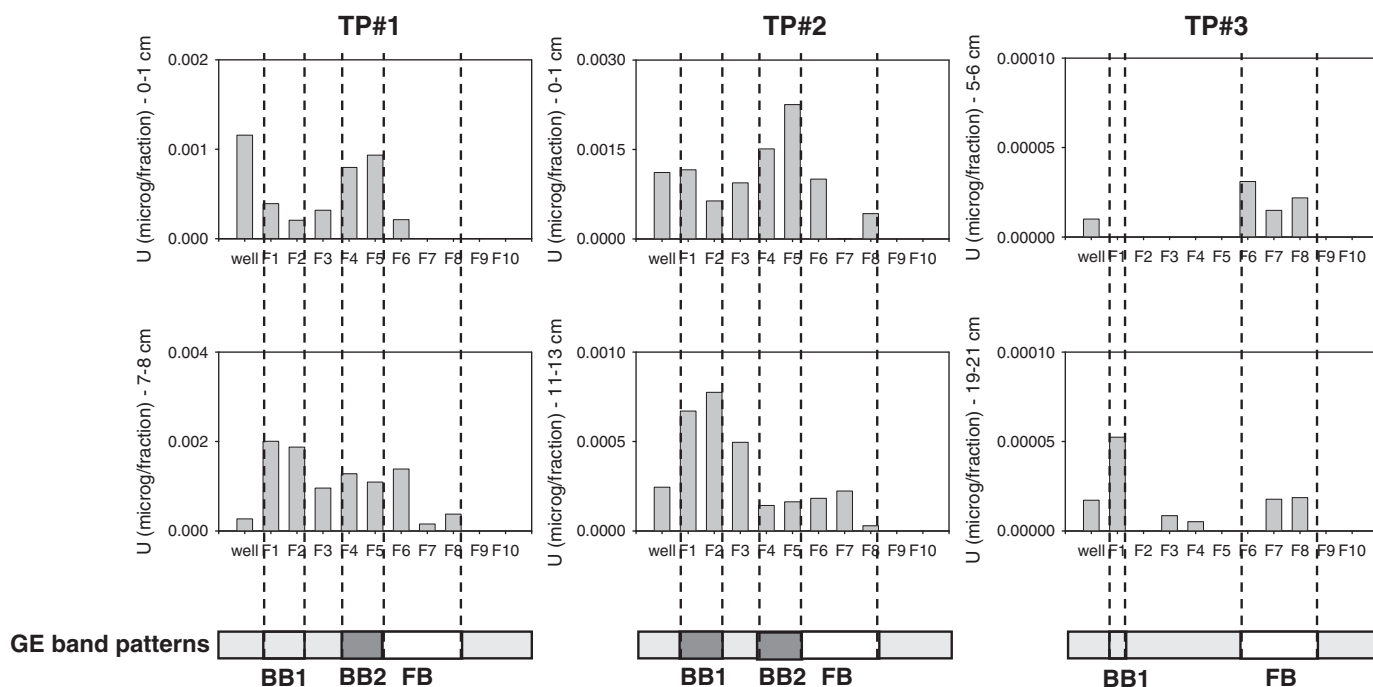 TP#1
TP#2
TP#3
U (microg/fraction) - 0-1 cm
0.002
0.001
0.000
well F1 F2 F3 F4 F5 F6 F7 F8 F9 F10
U (microg/fraction) - 0-1 cm
0.0030
0.0015
0.0000
well F1 F2 F3 F4 F5 F6 F7 F8 F9 F10
U (microg/fraction) - 5-6 cm
0.00010
0.00005
0.00000
well F1 F2 F3 F4 F5 F6 F7 F8 F9 F10
U (microg/fraction) - 7-8 cm
0.004
0.002
0.000
well F1 F2 F3 F4 F5 F6 F7 F8 F9 F10
U (microg/fraction) - 11-13 cm
0.0010
0.0005
0.0000
well F1 F2 F3 F4 F5 F6 F7 F8 F9 F10
U (microg/fraction) - 19-21 cm
0.00010
0.00005
0.00000
well F1 F2 F3 F4 F5 F6 F7 F8 F9 F10
GE band patterns
BB1 BB2 FB
BB1 BB2 FB
BB1 FB